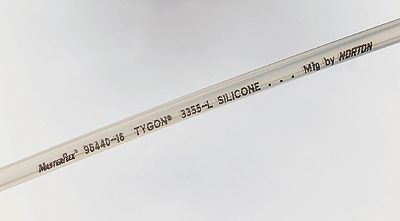 MASTERFLEX® 96440-16 TYGON® 3355-L SILICONE . . . Mfg by NORTON